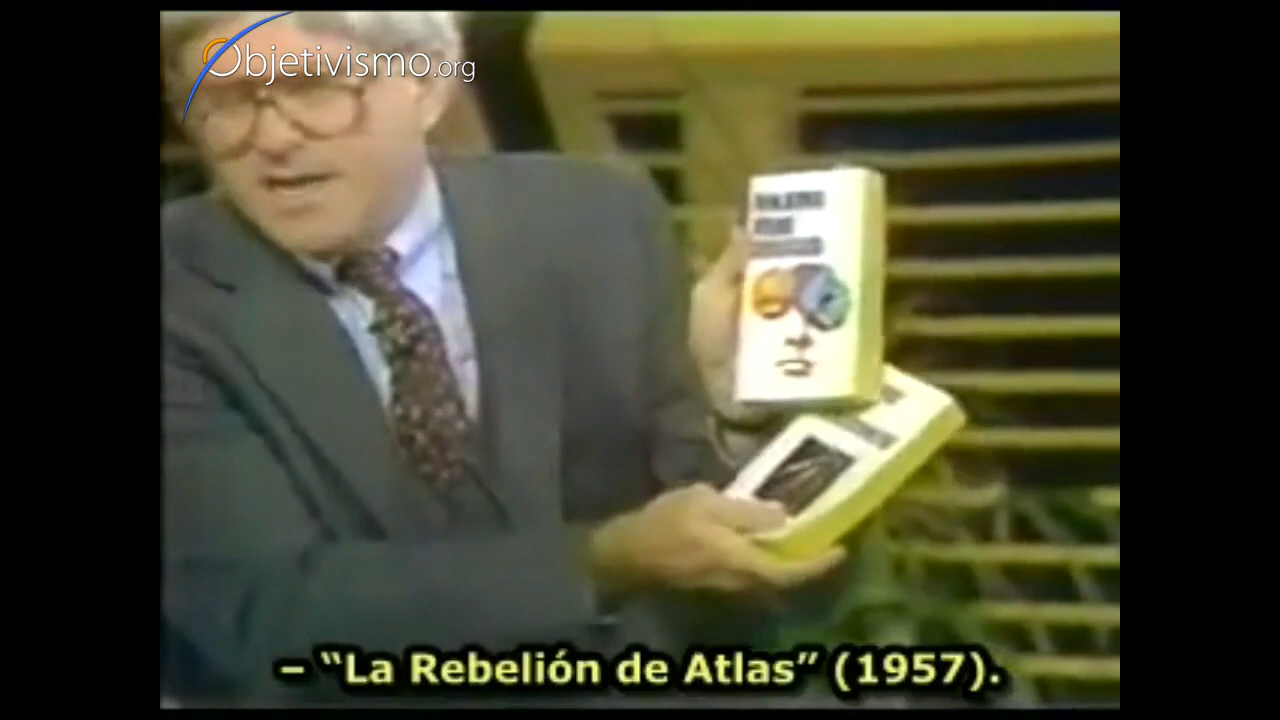 Objetivismo.org
– “La Rebelión de Atlas” (1957).